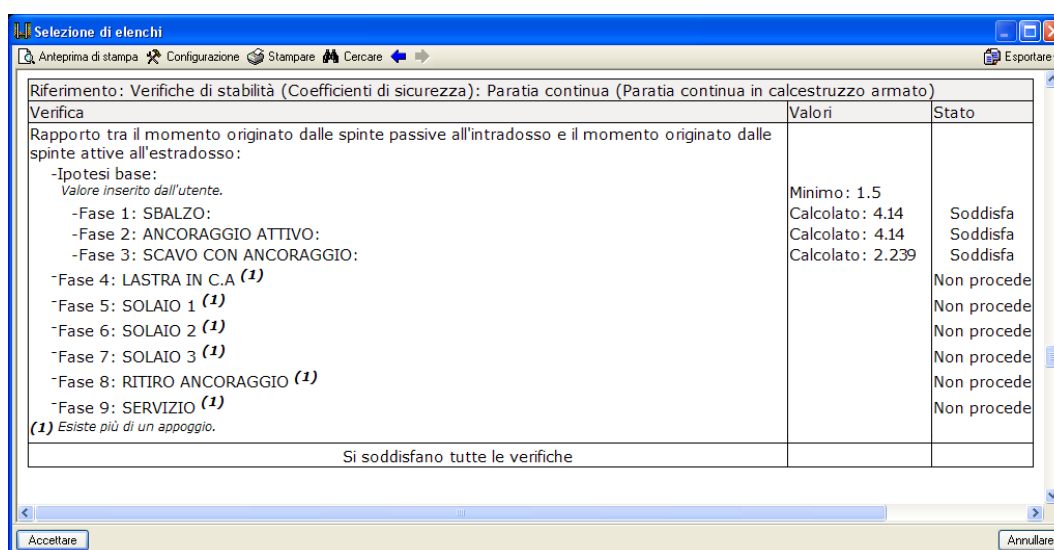 Selezione di elenchi
Anteprima di stampa Configurazione Stampare Cercare Esportare
Riferimento: Verifiche di stabilità (Coefficienti di sicurezza): Paratia continua (Paratia continua in calcestruzzo armato)
Verifica Valori Stato
Rapporto tra il momento originato dalle spinte passive all'intradosso e il momento originato dalle
spinte attive all'estradosso:
-Ipotesi base:
Valore inserito dall'utente. Minimo: 1.5
-Fase 1: SBALZO: Calcolato: 4.14 Soddisfa
-Fase 2: ANCORAGGIO ATTIVO: Calcolato: 4.14 Soddisfa
-Fase 3: SCAVO CON ANCORAGGIO: Calcolato: 2.239 Soddisfa
-Fase 4: LASTRA IN C.A (1) Non procede
-Fase 5: SOLAIO 1 (1) Non procede
-Fase 6: SOLAIO 2 (1) Non procede
-Fase 7: SOLAIO 3 (1) Non procede
-Fase 8: RITIRO ANCORAGGIO (1) Non procede
-Fase 9: SERVIZIO (1) Non procede
(1) Esiste più di un appoggio.
Si soddisfano tutte le verifiche
Accettare Annullare